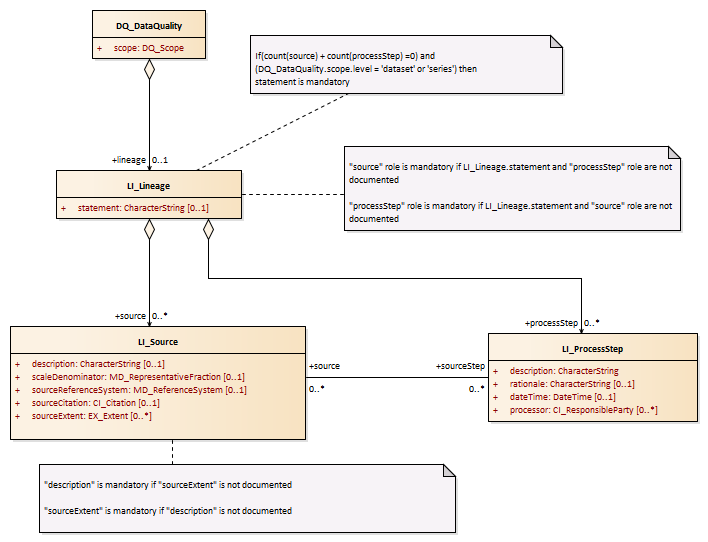 DQ_DataQuality
+ scope: DQ_Scope
If(count(source) + count(processStep) =0) and
(DQ_DataQuality.scope.level = 'dataset' or 'series') then
statement is mandatory
+lineage 0..1
"source" role is mandatory if LI_Lineage.statement and "processStep" role are not
documented
"processStep" role is mandatory if LI_Lineage.statement and "source" role are not
documented
LI_Lineage
+ statement: CharacterString [0..1]
+source 0..*
+processStep 0..*
LI_Source
+ description: CharacterString [0..1]
+ scaleDenominator: MD_RepresentativeFraction [0..1]
+ sourceReferenceSystem: MD_ReferenceSystem [0..1]
+ sourceCitation: CI_Citation [0..1]
+ sourceExtent: EX_Extent [0..*]
+source
0..*
+sourceStep
0..*
LI_ProcessStep
+ description: CharacterString
+ rationale: CharacterString [0..1]
+ dateTime: DateTime [0..1]
+ processor: CI_ResponsibleParty [0..*]
"description" is mandatory if "sourceExtent" is not documented
"sourceExtent" is mandatory if "description" is not documented